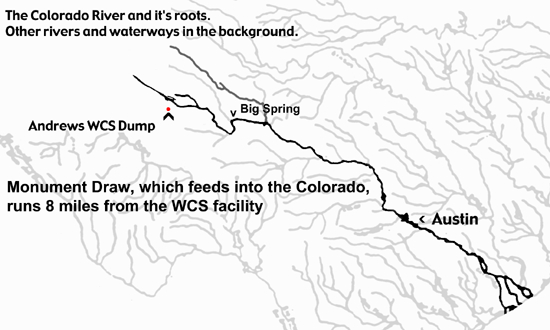 The Colorado River and it's roots.
Other rivers and waterways in the background.
v Big Spring
Andrews WCS Dump
Monument Draw, which feeds into the Colorado,
runs 8 miles from the WCS facility
< Austin